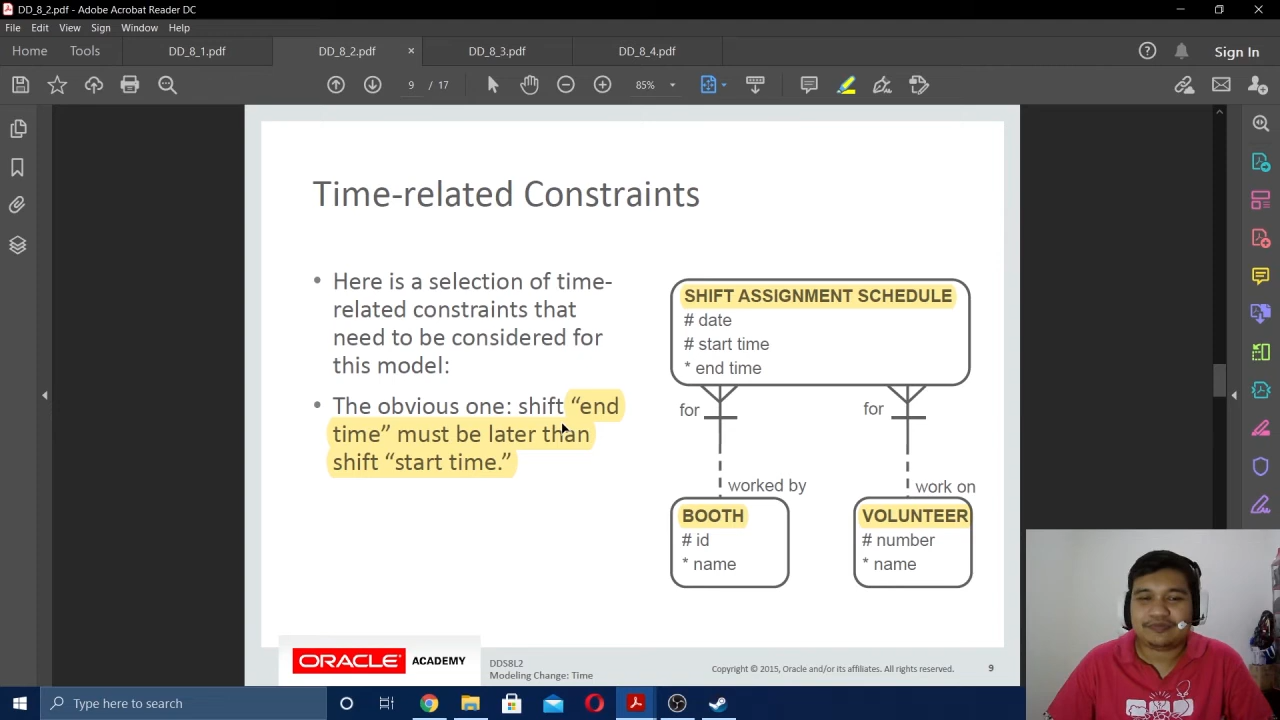 DD_8_2.pdf - Adobe Acrobat Reader DC
File Edit View Sign Window Help
Home Tools DD_8_1.pdf DD_8_2.pdf × DD_8_3.pdf DD_8_4.pdf Sign In
9 / 17 85%
Time-related Constraints
• Here is a selection of time-
related constraints that
need to be considered for
this model:
• The obvious one: shift “end
time” must be later than
shift “start time.”
SHIFT ASSIGNMENT SCHEDULE
# date
# start time
* end time
for for
worked by work on
BOOTH
# id
* name
VOLUNTEER
# number
* name
ORACLE ACADEMY
DDS8L2
Modeling Change: Time
Copyright © 2015, Oracle and/or its affiliates. All rights reserved. 9
Type here to search